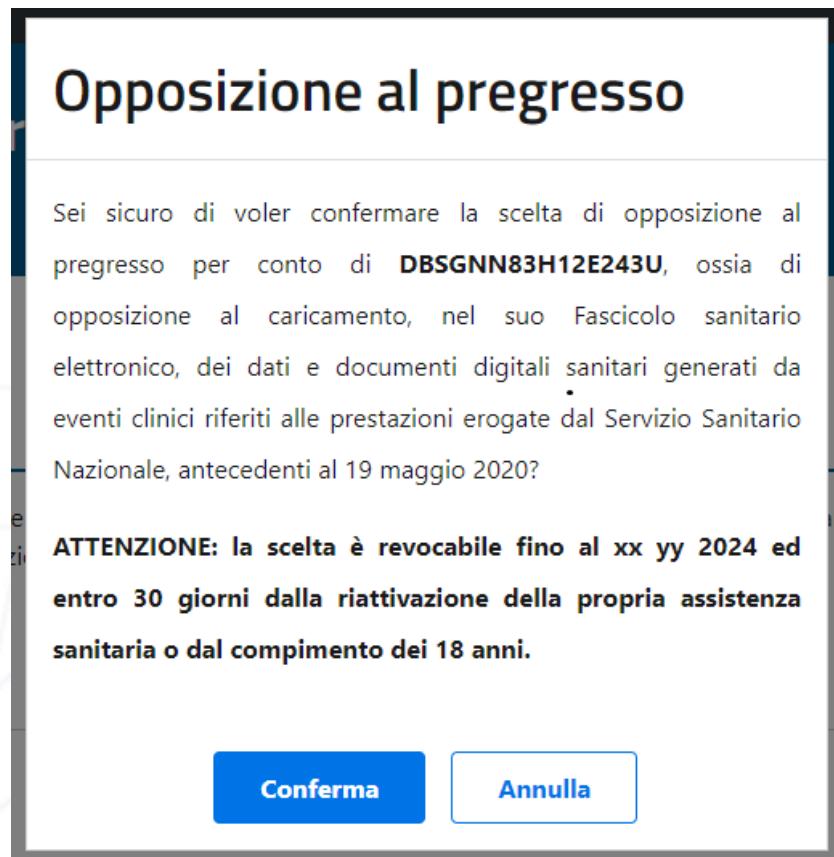 Opposizione al pregresso
Sei sicuro di voler confermare la scelta di opposizione al
pregresso per conto di DBSGNN83H12E243U, ossia di
opposizione al caricamento, nel suo Fascicolo sanitario
elettronico, dei dati e documenti digitali sanitari generati da
eventi clinici riferiti alle prestazioni erogate dal Servizio Sanitario
Nazionale, antecedenti al 19 maggio 2020?
ATTENZIONE: la scelta è revocabile fino al xx yy 2024 ed
entro 30 giorni dalla riattivazione della propria assistenza
sanitaria o dal compimento dei 18 anni.
Conferma
Annulla